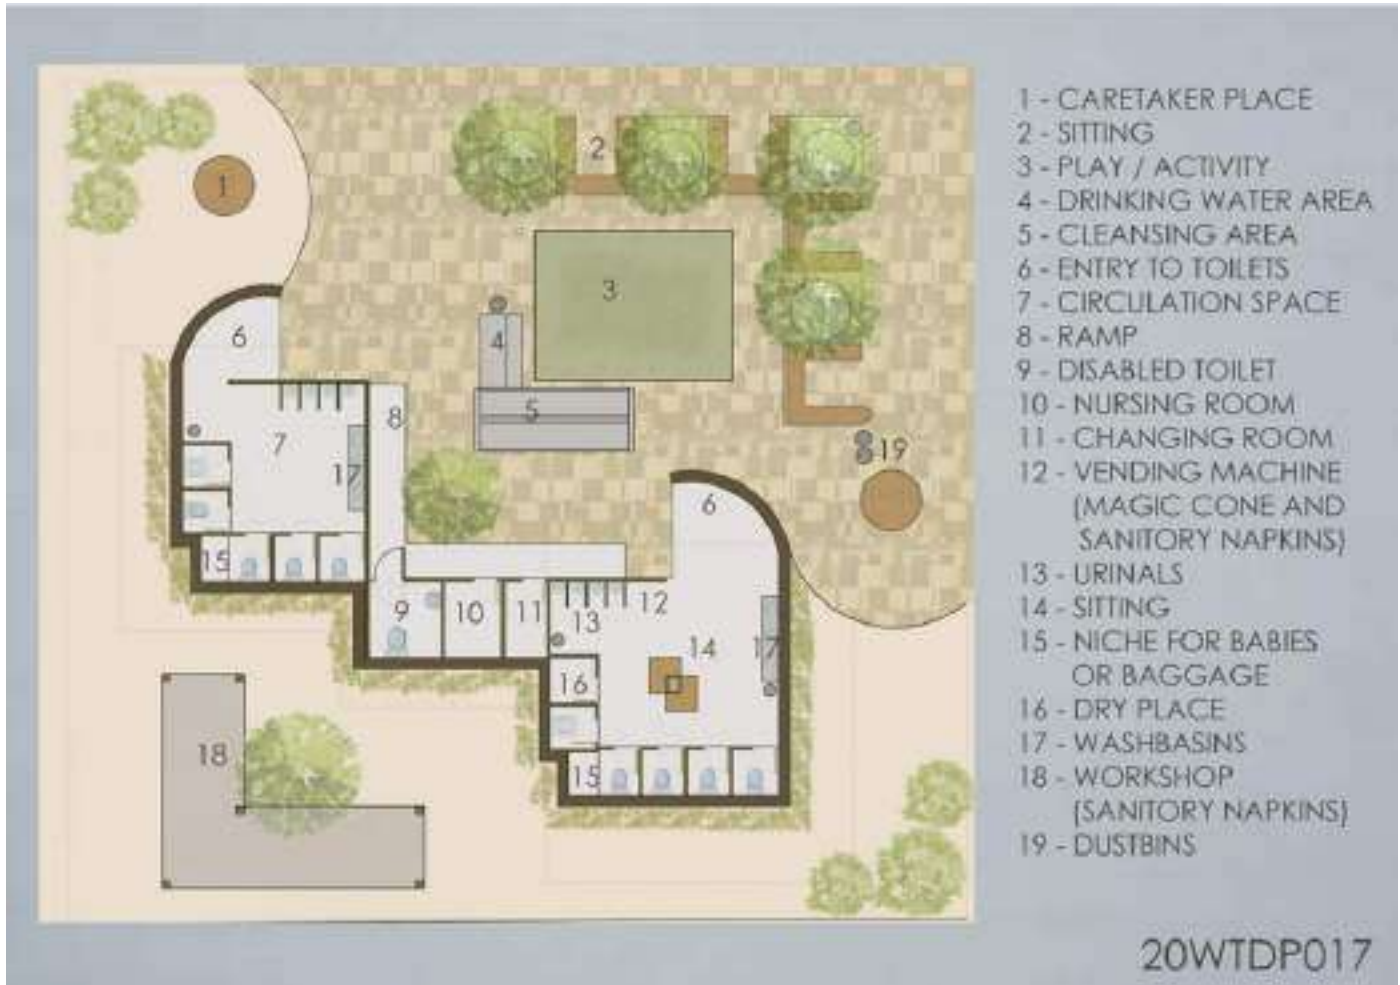 1 - CARETAKER PLACE
2 - SITTING
3 - PLAY / ACTIVITY
4 - DRINKING WATER AREA
5 - CLEANSING AREA
6 - ENTRY TO TOILETS
7 - CIRCULATION SPACE
8 - RAMP
9 - DISABLED TOILET
10 - NURSING ROOM
11 - CHANGING ROOM
12 - VENDING MACHINE
(MAGIC CONE AND
SANITORY NAPKINS)
13 - URINALS
14 - SITTING
15 - NICHE FOR BABIES
OR BAGGAGE
16 - DRY PLACE
17 - WASHBASINS
18 - WORKSHOP
(SANITORY NAPKINS)
19 - DUSTBINS
20WTDP017
2
1
3
6
4
5
8
7
19
17
6
15
9
10
11
12
13
14
17
16
18
15